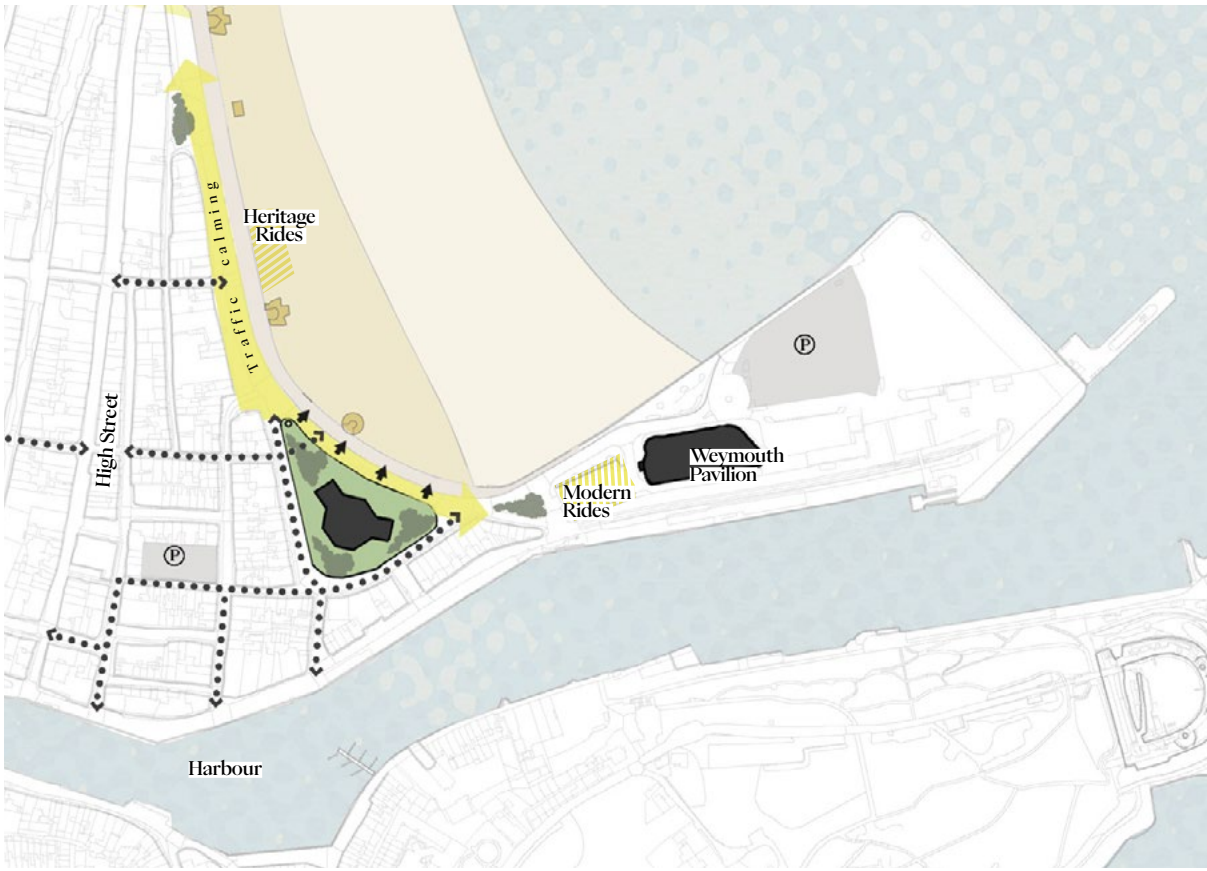 Heritage
Rides
Traffic calming
P
High Street
Weymouth
Pavilion
Modern
Rides
P
Harbour